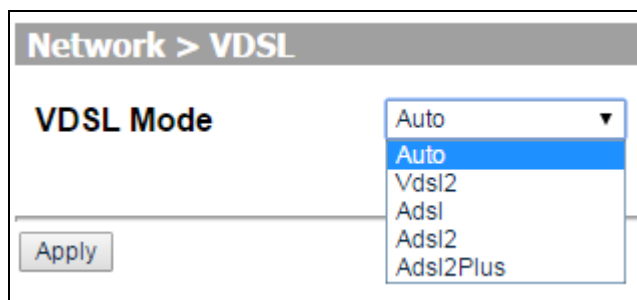 Network > VDSL
VDSL Mode
Auto
Auto
Vdsl2
Adsl
Adsl2
Adsl2Plus
Apply